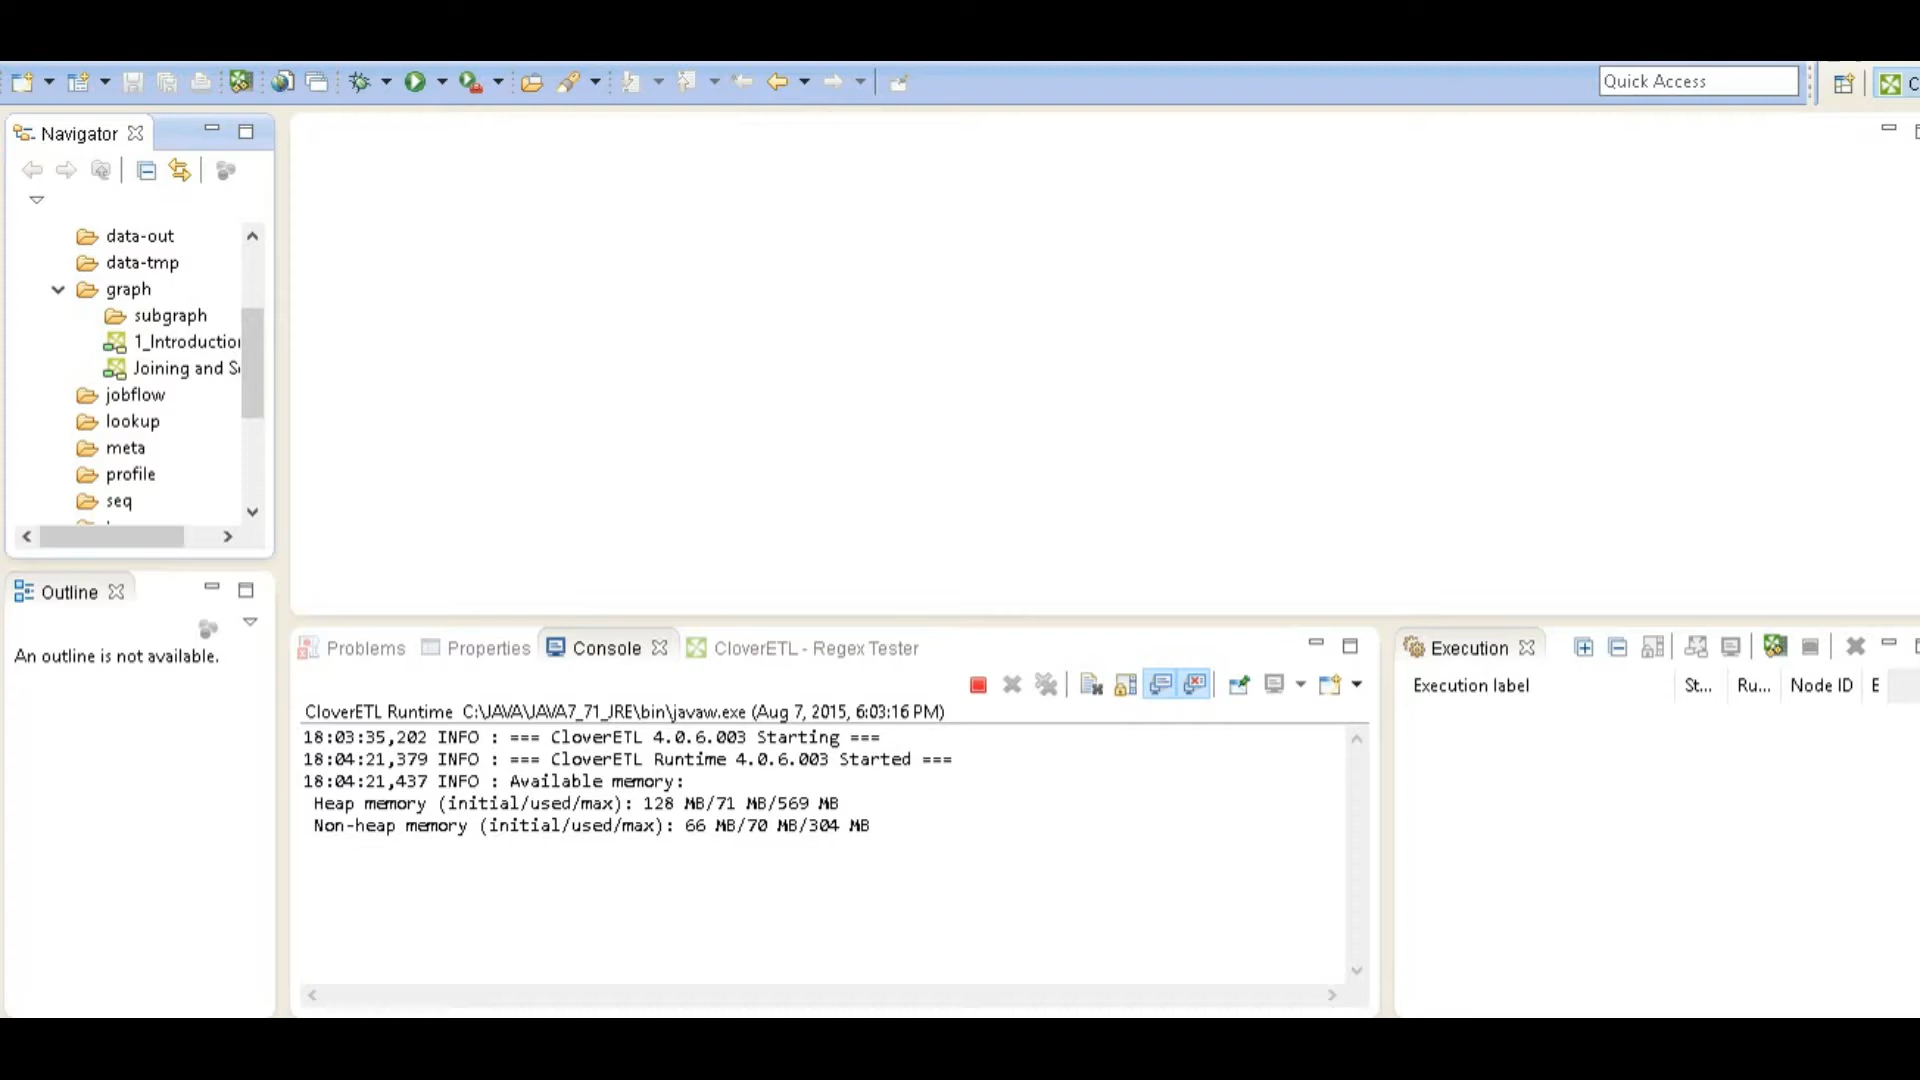 Quick Access
C
Navigator
data-out
data-tmp
graph
subgraph
1_Introduction
Joining and S
jobflow
lookup
meta
profile
seq
Outline
An outline is not available.
Problems Properties Console CloverETL - Regex Tester
CloverETL Runtime C:\JAVA\JAVA7_71_JRE\bin\javaw.exe (Aug 7, 2015, 6:03:16 PM)
18:03:35,202 INFO : === CloverETL 4.0.6.003 Starting ===
18:04:21,379 INFO : === CloverETL Runtime 4.0.6.003 Started ===
18:04:21,437 INFO : Available memory:
Heap memory (initial/used/max): 128 MB/71 MB/569 MB
Non-heap memory (initial/used/max): 66 MB/70 MB/304 MB
Execution
Execution label St... Ru... Node ID E